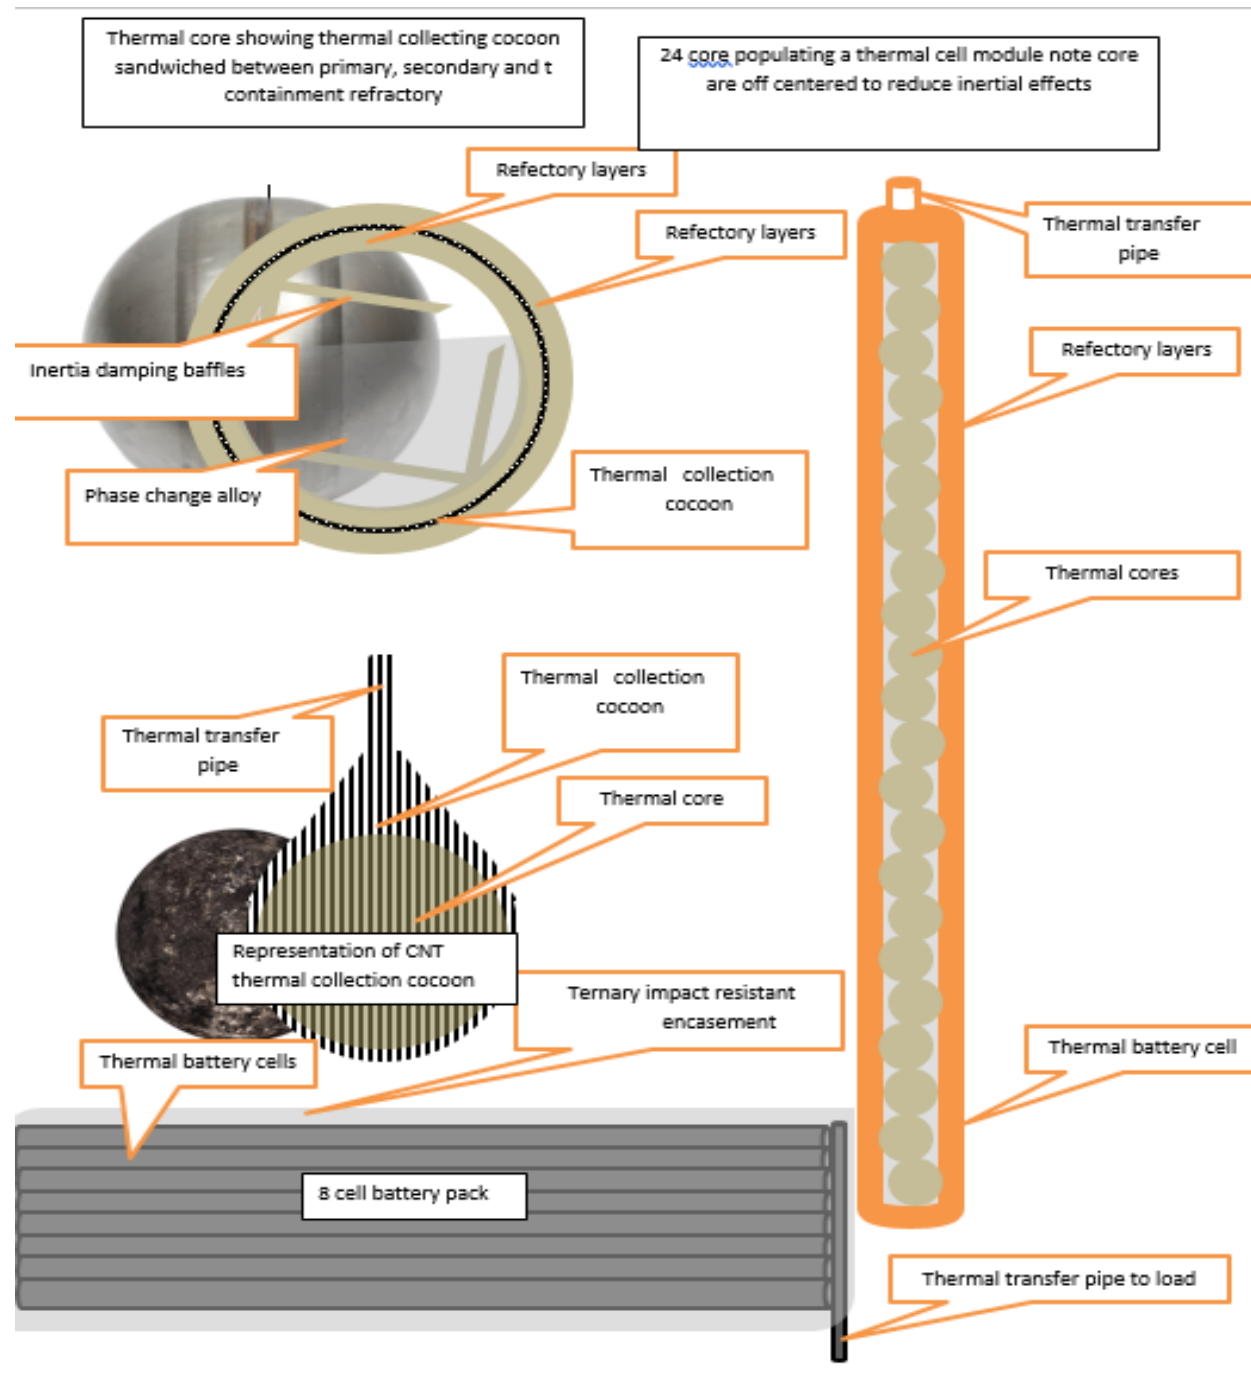 Thermal core showing thermal collecting cocoon
sandwiched between primary, secondary and t
containment refractory
24 core populating a thermal cell module note core
are off centered to reduce inertial effects
Refectory layers
Refectory layers
Thermal transfer
pipe
Refectory layers
Inertia damping baffles
Phase change alloy
Thermal collection
cocoon
Thermal cores
Thermal collection
cocoon
Thermal transfer
pipe
Thermal core
Representation of CNT
thermal collection cocoon
Ternary impact resistant
encasement
Thermal battery cells
Thermal battery cell
8 cell battery pack
Thermal transfer pipe to load